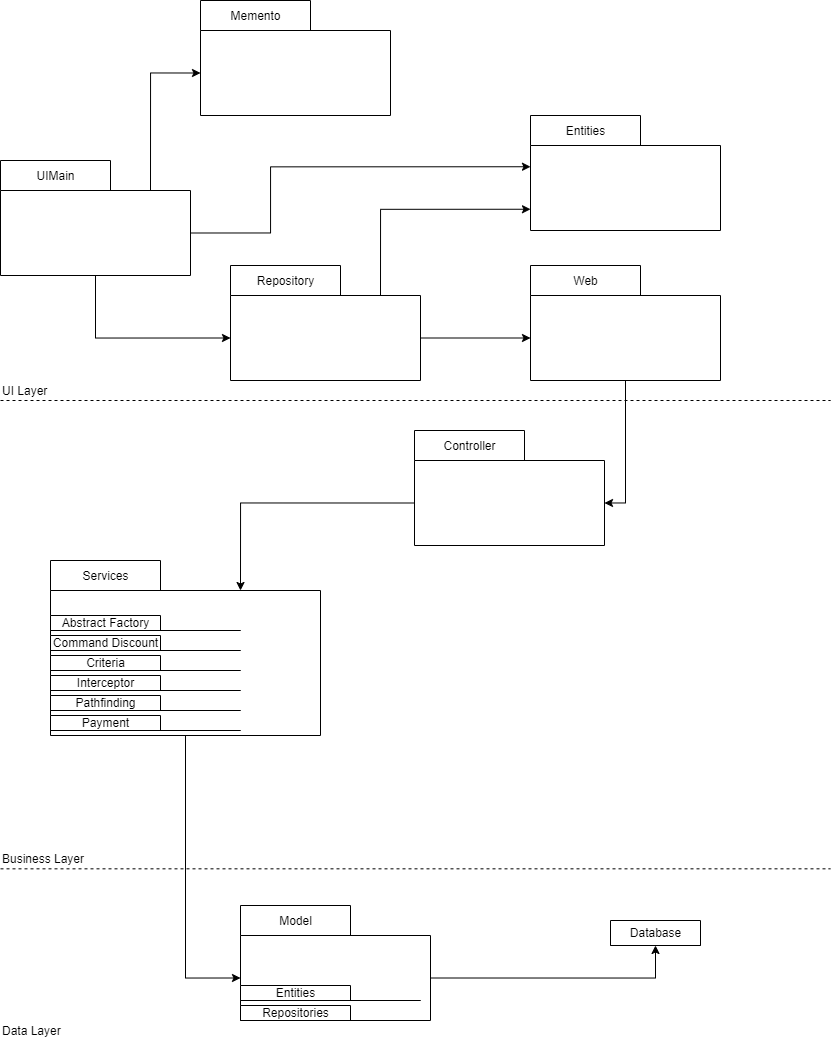 Memento
Entities
UIMain
Repository
Web
UI Layer
Controller
Services
Abstract Factory
Command Discount
Criteria
Interceptor
Pathfinding
Payment
Business Layer
Model
Database
Entities
Repositories
Data Layer